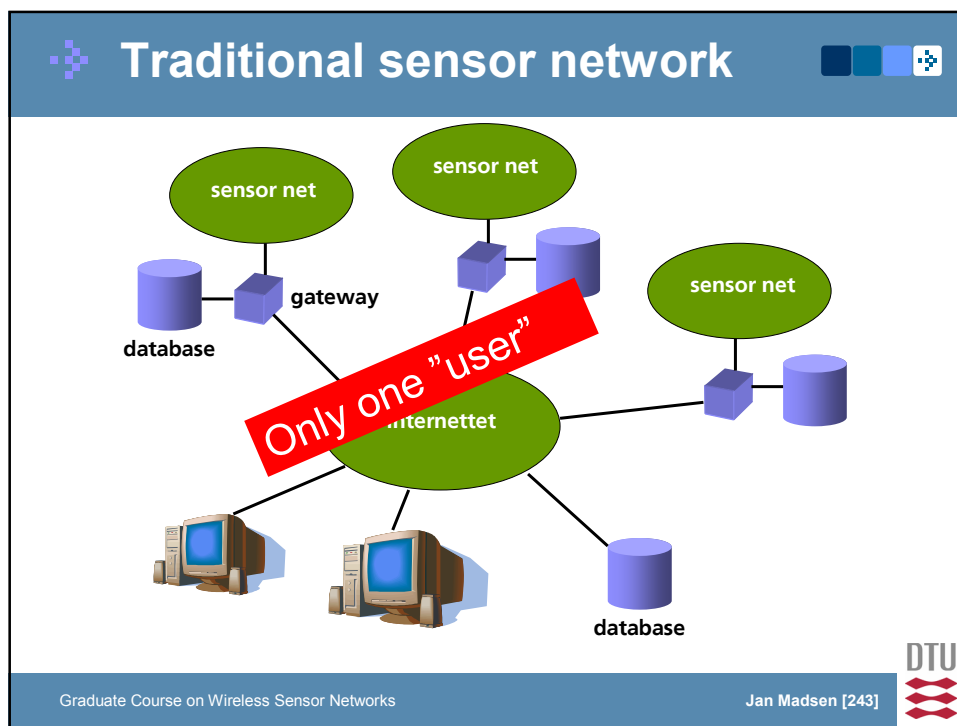 Traditional sensor network
sensor net
sensor net
sensor net
gateway
database
Only one ”user”
internettet
database
Graduate Course on Wireless Sensor Networks
Jan Madsen [243]
DTU